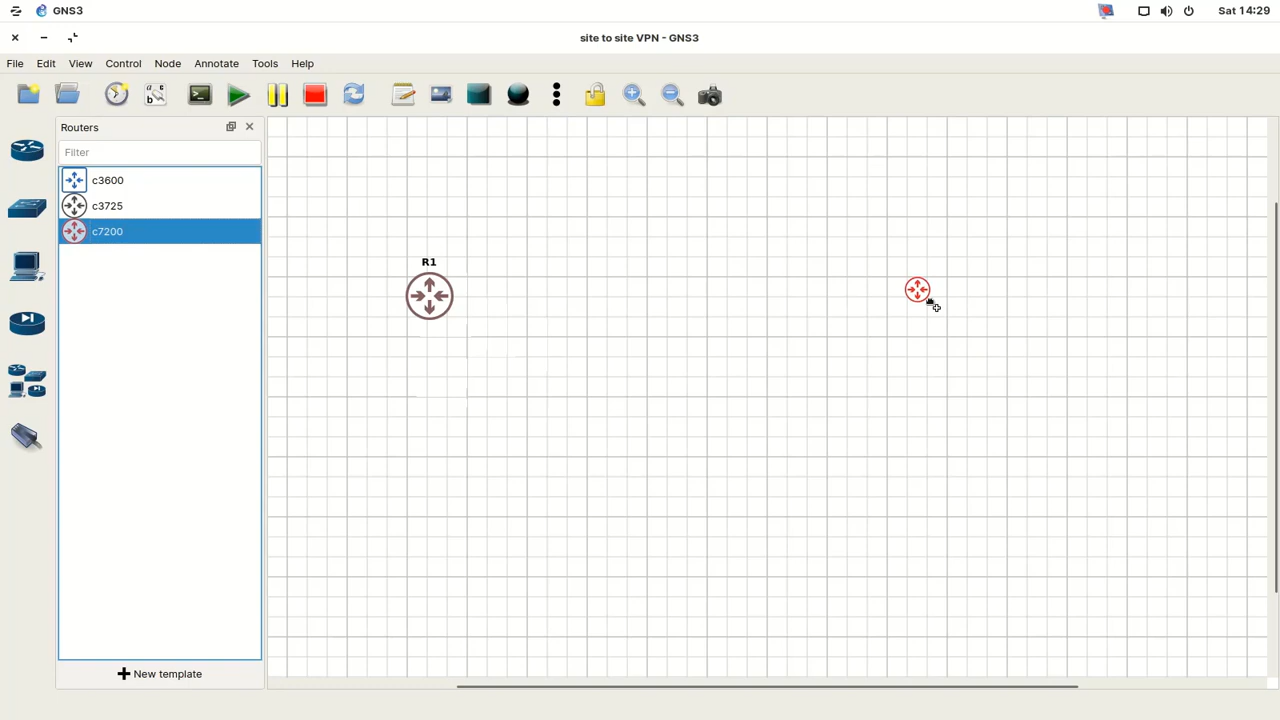 GNS3
Sat 14:29
site to site VPN - GNS3
File Edit View Control Node Annotate Tools Help
Routers
Filter
c3600
c3725
c7200
R1
New template